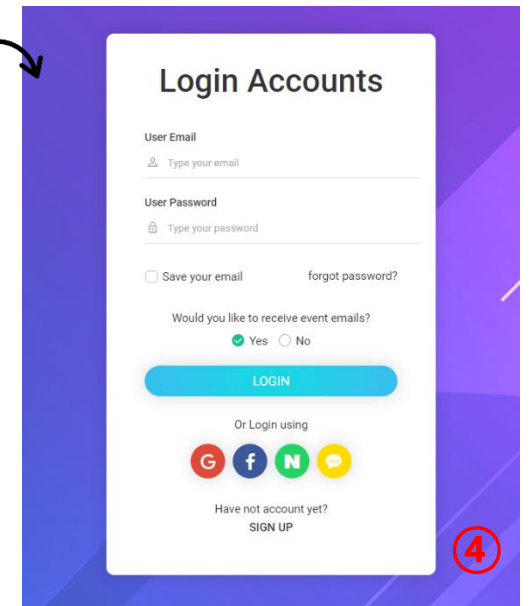 Login Accounts
User Email
Type your email
User Password
Type your password
Save your email forgot password?
Would you like to receive event emails?
Yes No
LOGIN
Or Login using
G f N TALK
Have not account yet?
SIGN UP
④